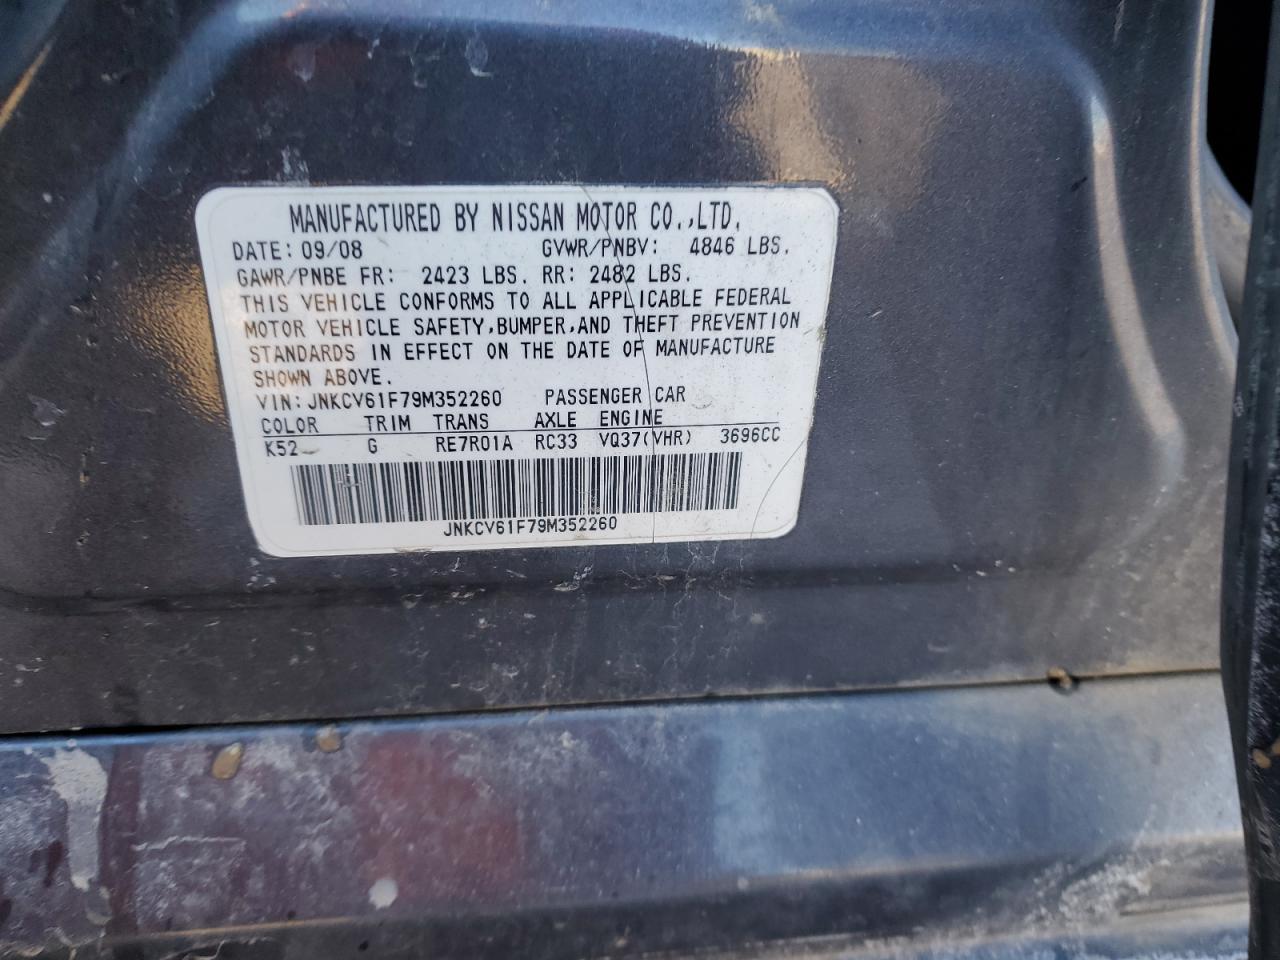 MANUFACTURED BY NISSAN MOTOR CO.,LTD.
DATE: 09/08 GVWR/PNBV: 4846 LBS.
GAWR/PNBE FR: 2423 LBS. RR: 2482 LBS.
THIS VEHICLE CONFORMS TO ALL APPLICABLE FEDERAL
MOTOR VEHICLE SAFETY,BUMPER,AND THEFT PREVENTION
STANDARDS IN EFFECT ON THE DATE OF MANUFACTURE
SHOWN ABOVE.
VIN: JNKCV61F79M352260 PASSENGER CAR
COLOR TRIM TRANS AXLE ENGINE
K52 G RE7R01A RC33 VQ37(VHR) 3696CC
JNKCV61F79M352260